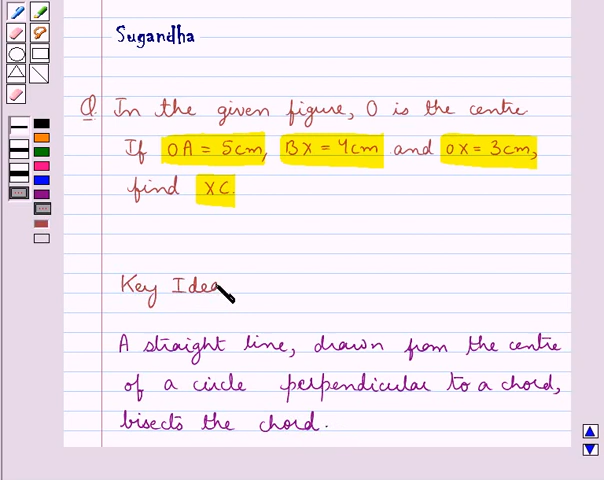 Sugandha
Q. In the given figure, O is the centre
If OA = 5cm, BX = 4cm and OX = 3cm,
find XC.
Key Idea
A straight line, drawn from the centre
of a circle perpendicular to a chord,
bisects the chord.